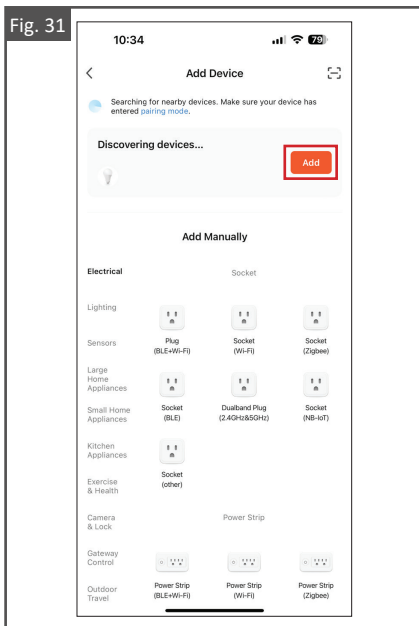 Fig. 31
10:34
79
Add Device
Searching for nearby devices. Make sure your device has
entered pairing mode.
Discovering devices...
Add
Add Manually
Electrical
Socket
Lighting
Plug
(BLE+Wi-Fi)
Socket
(Wi-Fi)
Socket
(Zigbee)
Sensors
Large
Home
Appliances
Socket
(BLE)
Dualband Plug
(2.4GHz&5GHz)
Socket
(NB-IoT)
Small Home
Appliances
Kitchen
Appliances
Socket
(other)
Exercise
& Health
Camera
& Lock
Power Strip
Gateway
Control
Power Strip
(BLE+Wi-Fi)
Power Strip
(Wi-Fi)
Power Strip
(Zigbee)
Outdoor
Travel